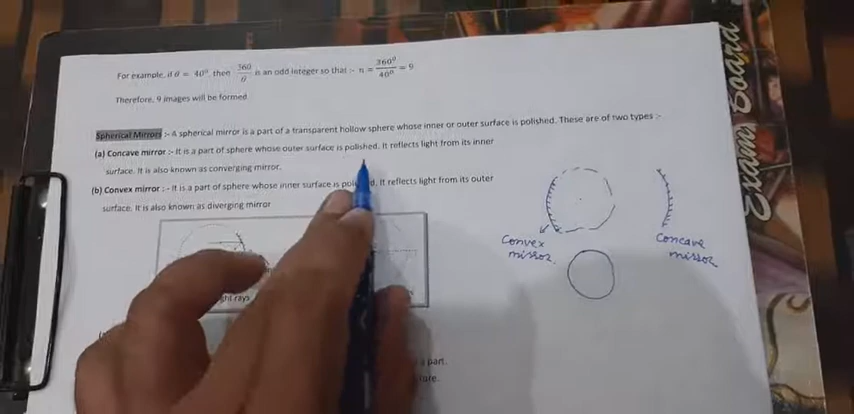 For example, if θ = 40⁰ then 360/θ is an odd integer so that :- n = 360⁰/40⁰ = 9
Therefore, 9 images will be formed
Spherical Mirrors :- A spherical mirror is a part of a transparent hollow sphere whose inner or outer surface is polished. These are of two types :-
(a) Concave mirror :- It is a part of sphere whose outer surface is polished. It reflects light from its inner
surface. It is also known as converging mirror.
(b) Convex mirror : - It is a part of sphere whose inner surface is It reflects light from its outer
surface. It is also known as diverging mirror
Convex
mirror.
Concave
mirror
rays
a part.
Exam Board